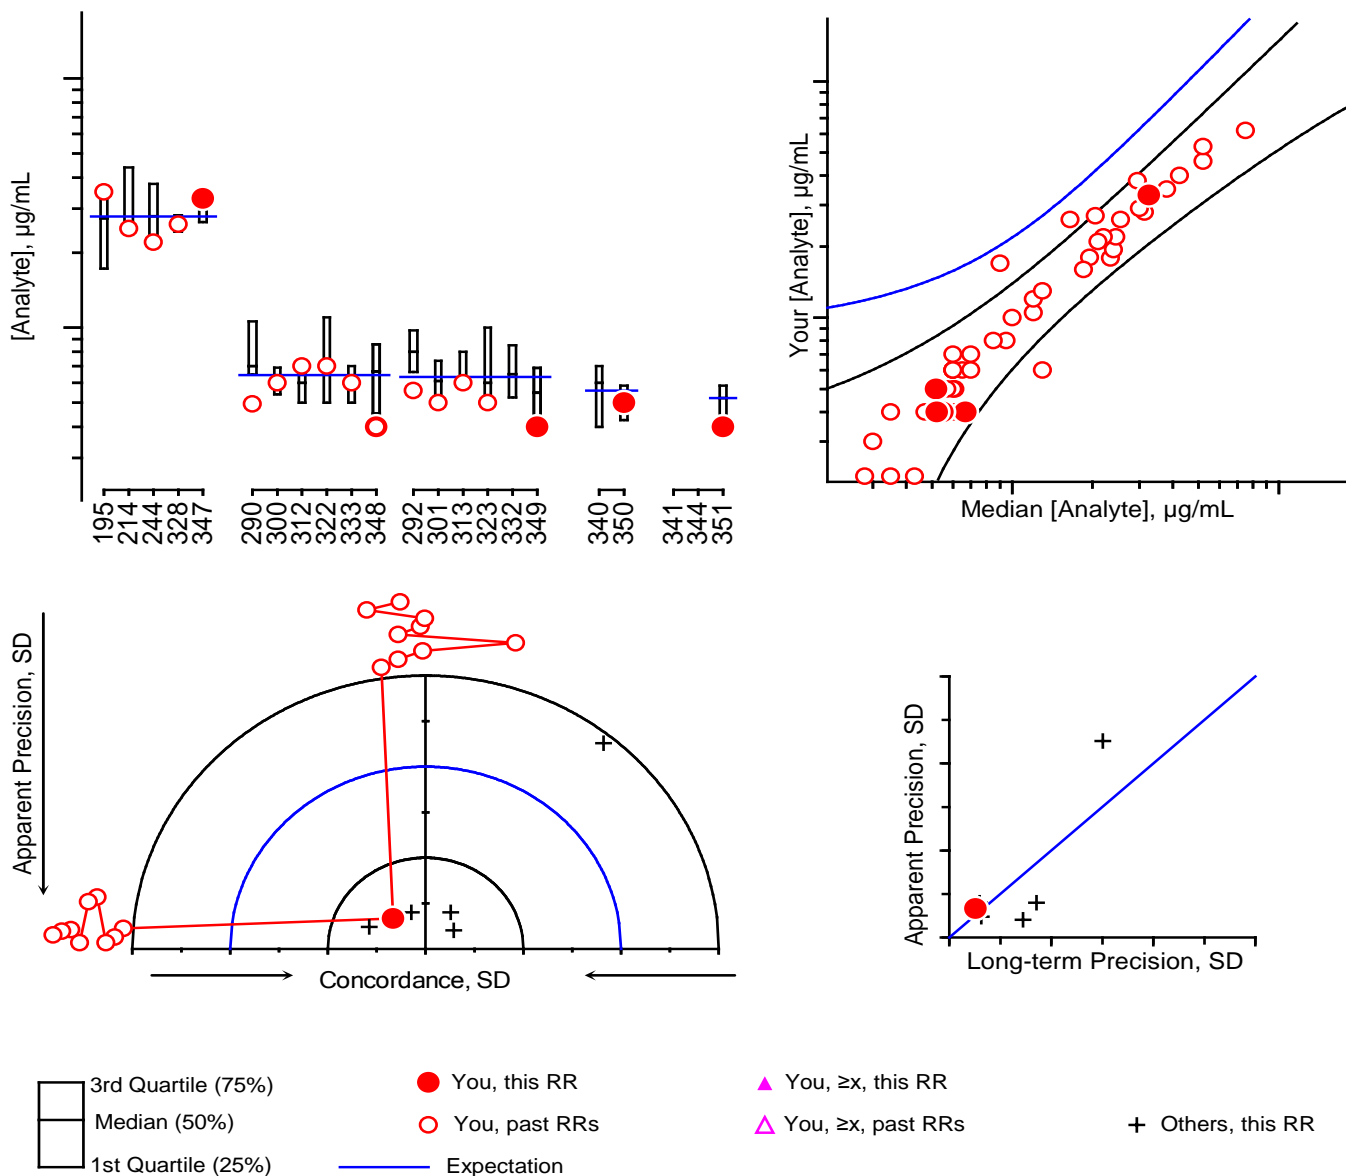 [Analyte], µg/mL
195
214
244
328
347
290
300
312
322
333
348
292
301
313
323
332
349
340
350
341
344
351
Your [Analyte], µg/mL
Median [Analyte], µg/mL
Apparent Precision, SD
Concordance, SD
Apparent Precision, SD
Long-term Precision, SD
3rd Quartile (75%)
Median (50%)
1st Quartile (25%)
You, this RR
You, past RRs
Expectation
You, ≥x, this RR
You, ≥x, past RRs
Others, this RR